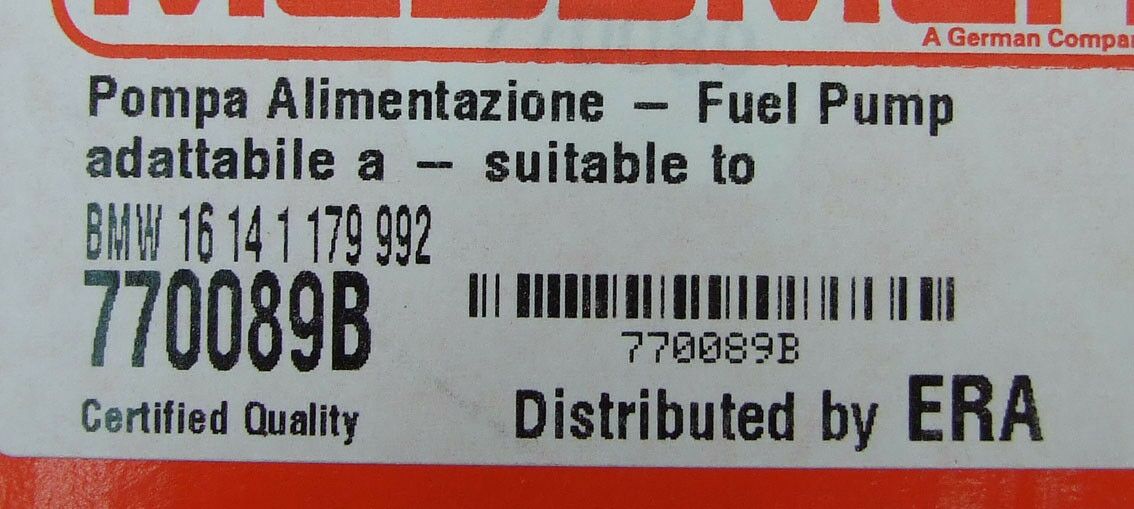 A German Compa
Pompa Alimentazione – Fuel Pump
adattabile a – suitable to
BMW 16 14 1 179 992
770089B
770089B
Certified Quality
Distributed by ERA